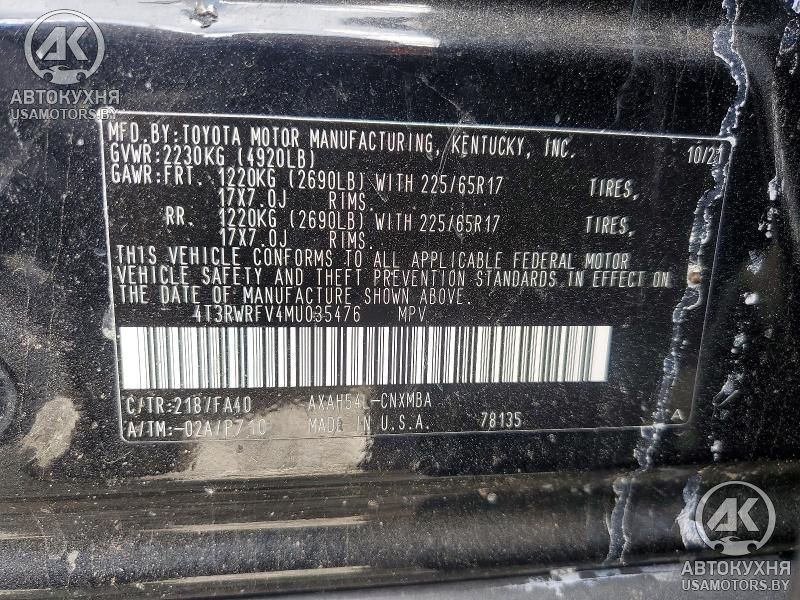 AK
АВТОКУХНЯ
USAMOTORS.BY
MFD.BY:TOYOTA MOTOR MANUFACTURING, KENTUCKY, INC. 10/21
GVWR:2230KG (4920LB)
GAWR:FRT. 1220KG (2690LB) WITH 225/65R17 TIRES,
17X7.0J RIMS.
RR. 1220KG (2690LB) WITH 225/65R17 TIRES,
17X7.0J RIMS.
THIS VEHICLE CONFORMS TO ALL APPLICABLE FEDERAL MOTOR
VEHICLE SAFETY AND THEFT PREVENTION STANDARDS IN EFFECT ON
THE DATE OF MANUFACTURE SHOWN ABOVE.
4T3RWRFV4MU035476 MPV
C/TR:218/FA40 AXAH54L-CNXMBA
A/TM:-02A/P710 MADE IN U.S.A. 78135 A
AK
АВТОКУХНЯ
USAMOTORS.BY